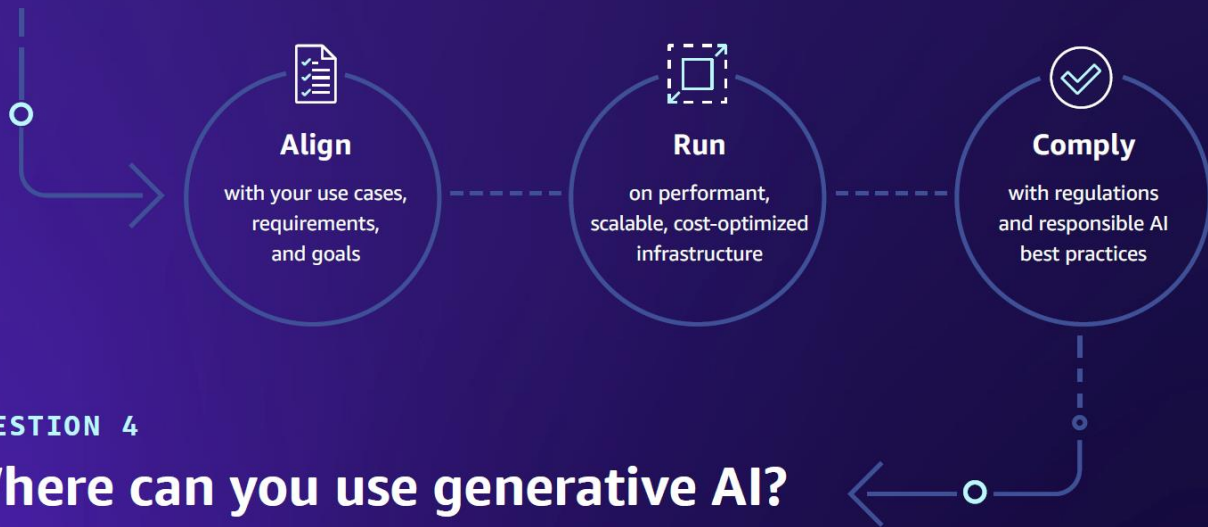 Align
with your use cases,
requirements,
and goals
Run
on performant,
scalable, cost-optimized
infrastructure
Comply
with regulations
and responsible AI
best practices
ESTION 4
here can you use generative AI?